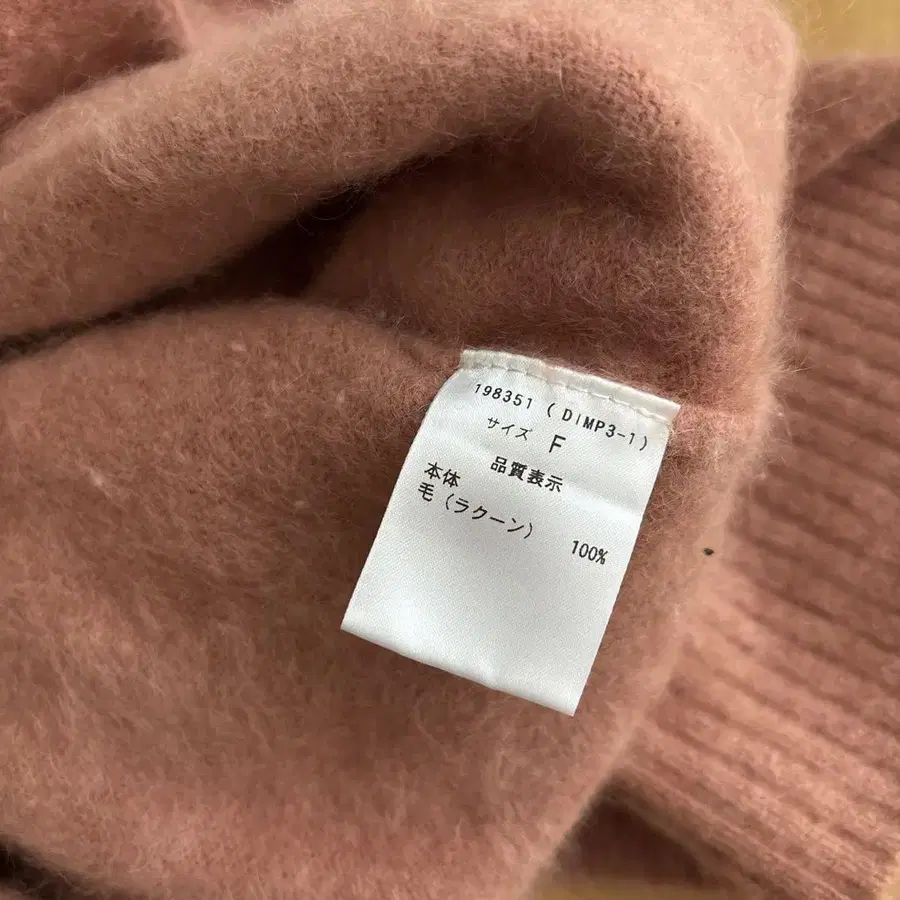 198351 (DIMP3-1)
サイズ F
品質表示
本体
毛(ラクーン)
100%